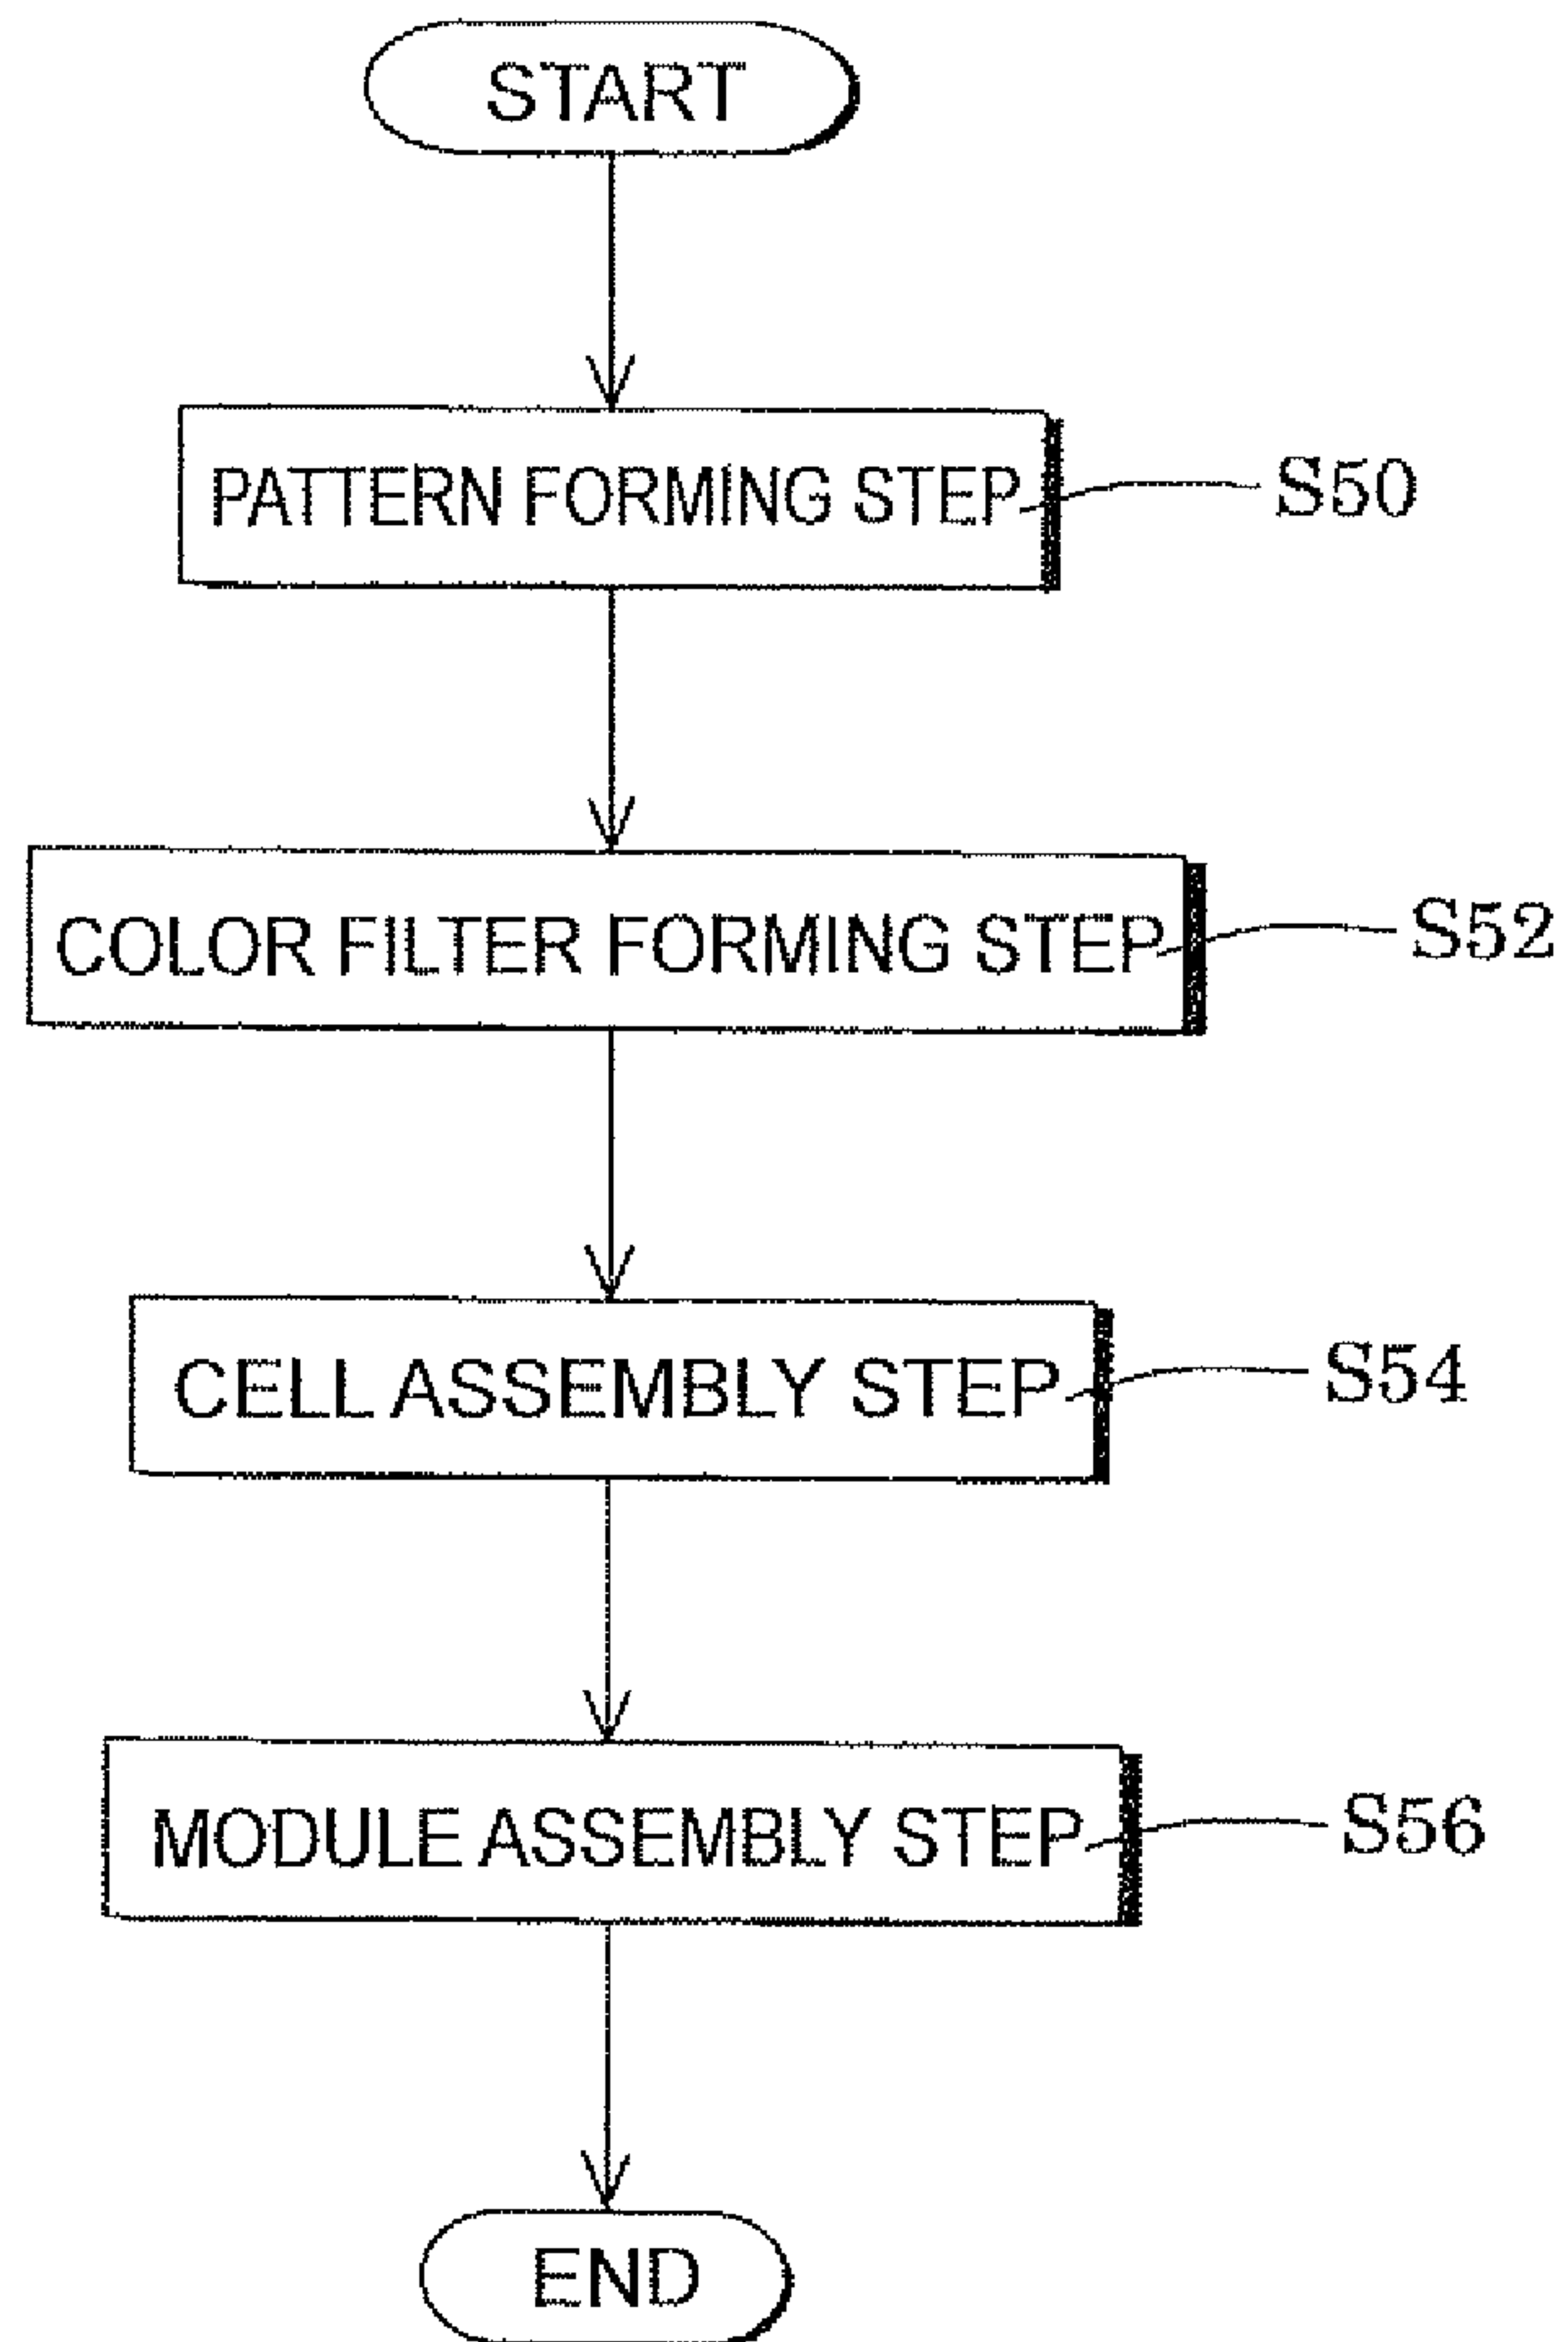 START
PATTERN FORMING STEP
S50
COLOR FILTER FORMING STEP
S52
CELL ASSEMBLY STEP
S54
MODULE ASSEMBLY STEP
S56
END